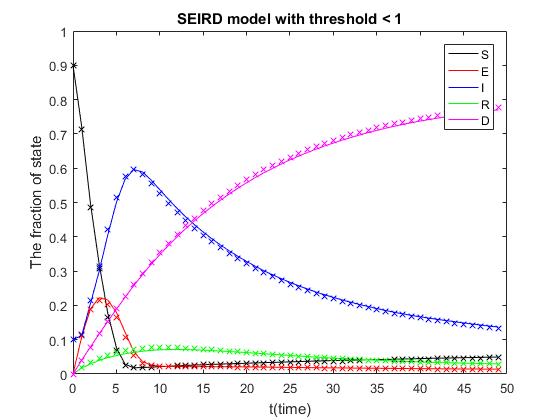 SEIRD model with threshold < 1
1
0.9
0.8
0.7
0.6
0.5
0.4
0.3
0.2
0.1
0
The fraction of state
S
E
I
R
D
0 5 10 15 20 25 30 35 40 45 50
t(time)